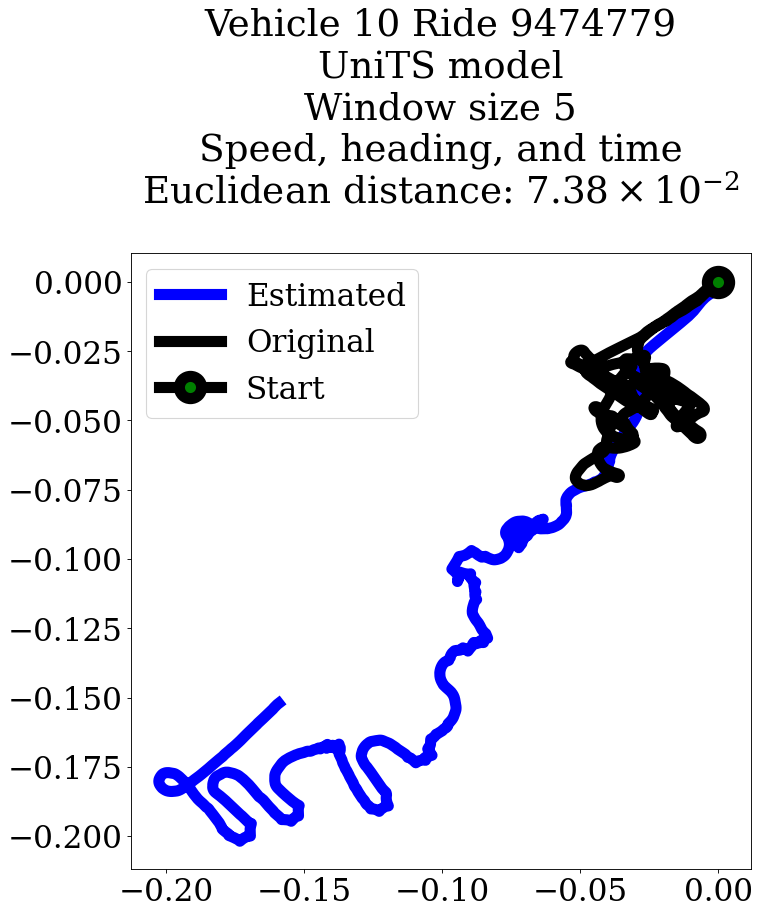 Vehicle 10 Ride 9474779
UniTS model
Window size 5
Speed, heading, and time
Euclidean distance: 7.38 × 10⁻²
Estimated
Original
Start
0.000
−0.025
−0.050
−0.075
−0.100
−0.125
−0.150
−0.175
−0.200
−0.20 −0.15 −0.10 −0.05 0.00